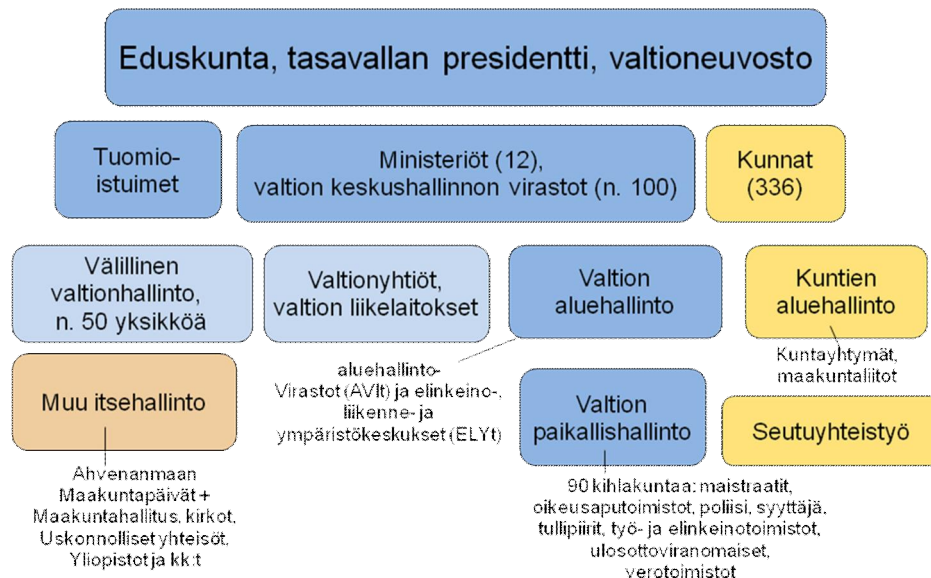 Eduskunta, tasavallan presidentti, valtioneuvosto
Tuomio-
istuimet
Ministeriöt (12),
valtion keskushallinnon virastot (n. 100)
Kunnat
(336)
Välillinen
valtionhallinto,
n. 50 yksikköä
Valtionyhtiöt,
valtion liikelaitokset
Valtion
aluehallinto
Kuntien
aluehallinto
aluehallinto-
Virastot (AVIt) ja elinkeino-,
liikenne- ja
ympäristökeskukset (ELYt)
Kuntayhtymät,
maakuntaliitot
Muu itsehallinto
Valtion
paikallishallinto
Seutuyhteistyö
Ahvenanmaan
Maakuntapäivät +
Maakuntahallitus, kirkot,
Uskonnolliset yhteisöt,
Yliopistot ja kk:t
90 kihlakuntaa: maistraatit,
oikeusaputoimistot, poliisi, syyttäjä,
tullipiirit, työ- ja elinkeinotoimistot,
ulosottoviranomaiset,
verotoimistot